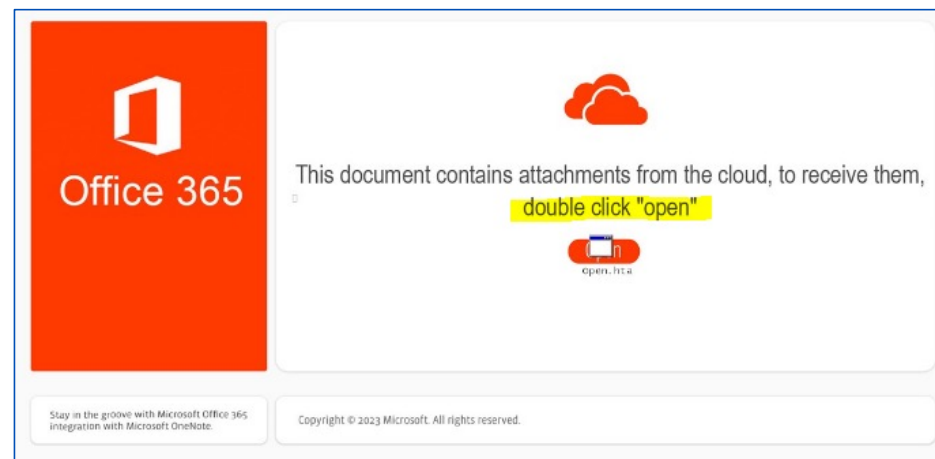 Office 365
This document contains attachments from the cloud, to receive them,
double click "open"
open.hta
Stay in the groove with Microsoft Office 365
integration with Microsoft OneNote.
Copyright © 2023 Microsoft. All rights reserved.